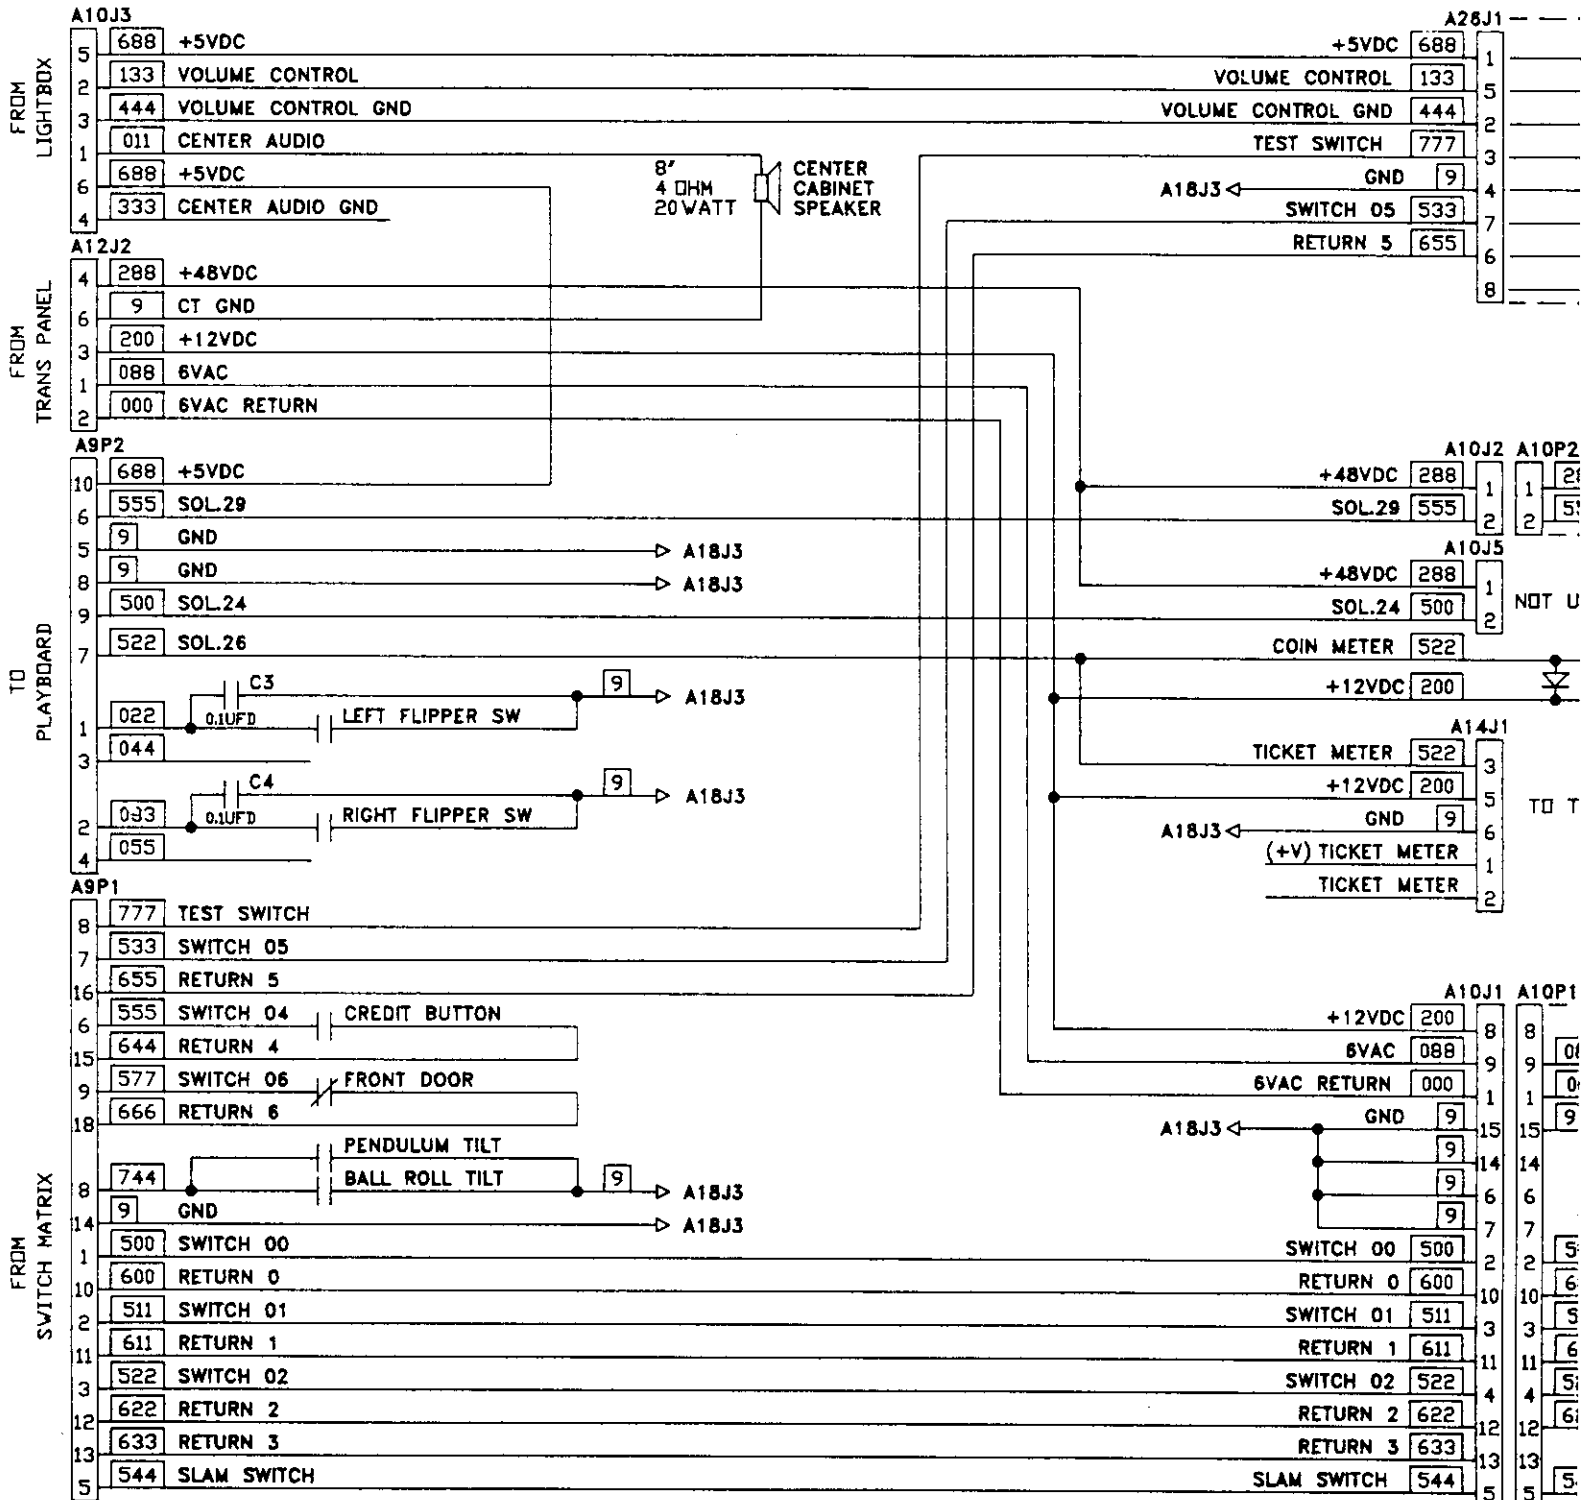 A10J3
FROM LIGHTBOX
5 688 +5VDC
2 133 VOLUME CONTROL
3 444 VOLUME CONTROL GND
1 011 CENTER AUDIO
6 688 +5VDC
4 333 CENTER AUDIO GND
8" 4 OHM 20WATT
CENTER CABINET SPEAKER
A12J2
FROM TRANS PANEL
4 288 +48VDC
6 9 CT GND
3 200 +12VDC
1 088 6VAC
2 000 6VAC RETURN
A9P2
TO PLAYBOARD
10 688 +5VDC
6 555 SOL.29
5 9 GND A18J3
8 9 GND A18J3
9 500 SOL.24
7 522 SOL.26
C3 9 A18J3
0.1UFD
1 022 LEFT FLIPPER SW
3 044
C4 9 A18J3
0.1UFD
2 033 RIGHT FLIPPER SW
4 055
A9P1
FROM SWITCH MATRIX
8 777 TEST SWITCH
7 533 SWITCH 05
16 655 RETURN 5
6 555 SWITCH 04 CREDIT BUTTON
15 644 RETURN 4
9 577 SWITCH 06 FRONT DOOR
18 666 RETURN 6
PENDULUM TILT
8 744 BALL ROLL TILT 9 A18J3
14 9 GND A18J3
1 500 SWITCH 00
10 600 RETURN 0
2 511 SWITCH 01
11 611 RETURN 1
3 522 SWITCH 02
12 622 RETURN 2
13 633 RETURN 3
5 544 SLAM SWITCH
A28J1
+5VDC 688 1
VOLUME CONTROL 133 5
VOLUME CONTROL GND 444 2
TEST SWITCH 777 3
A18J3 GND 9 4
SWITCH 05 533 7
RETURN 5 655 6
8
A10J2 A10P2
+48VDC 288 1 1 28
SOL.29 555 2 2 55
A10J5
+48VDC 288 1
SOL.24 500 2
NOT U
COIN METER 522
+12VDC 200
A14J1
TICKET METER 522 3
+12VDC 200 5
TO T
A18J3 GND 9 6
(+V) TICKET METER 1
TICKET METER 2
A10J1 A10P1
+12VDC 200 8 8
6VAC 088 9 9 08
6VAC RETURN 000 1 1 0
A18J3 GND 9 15 15 9
9 14 14
9 6 6
9 7 7
SWITCH 00 500 2 2 5
RETURN 0 600 10 10 6
SWITCH 01 511 3 3 5
RETURN 1 611 11 11 6
SWITCH 02 522 4 4 5
RETURN 2 622 12 12 6
RETURN 3 633 13 13
SLAM SWITCH 544 5 5 5